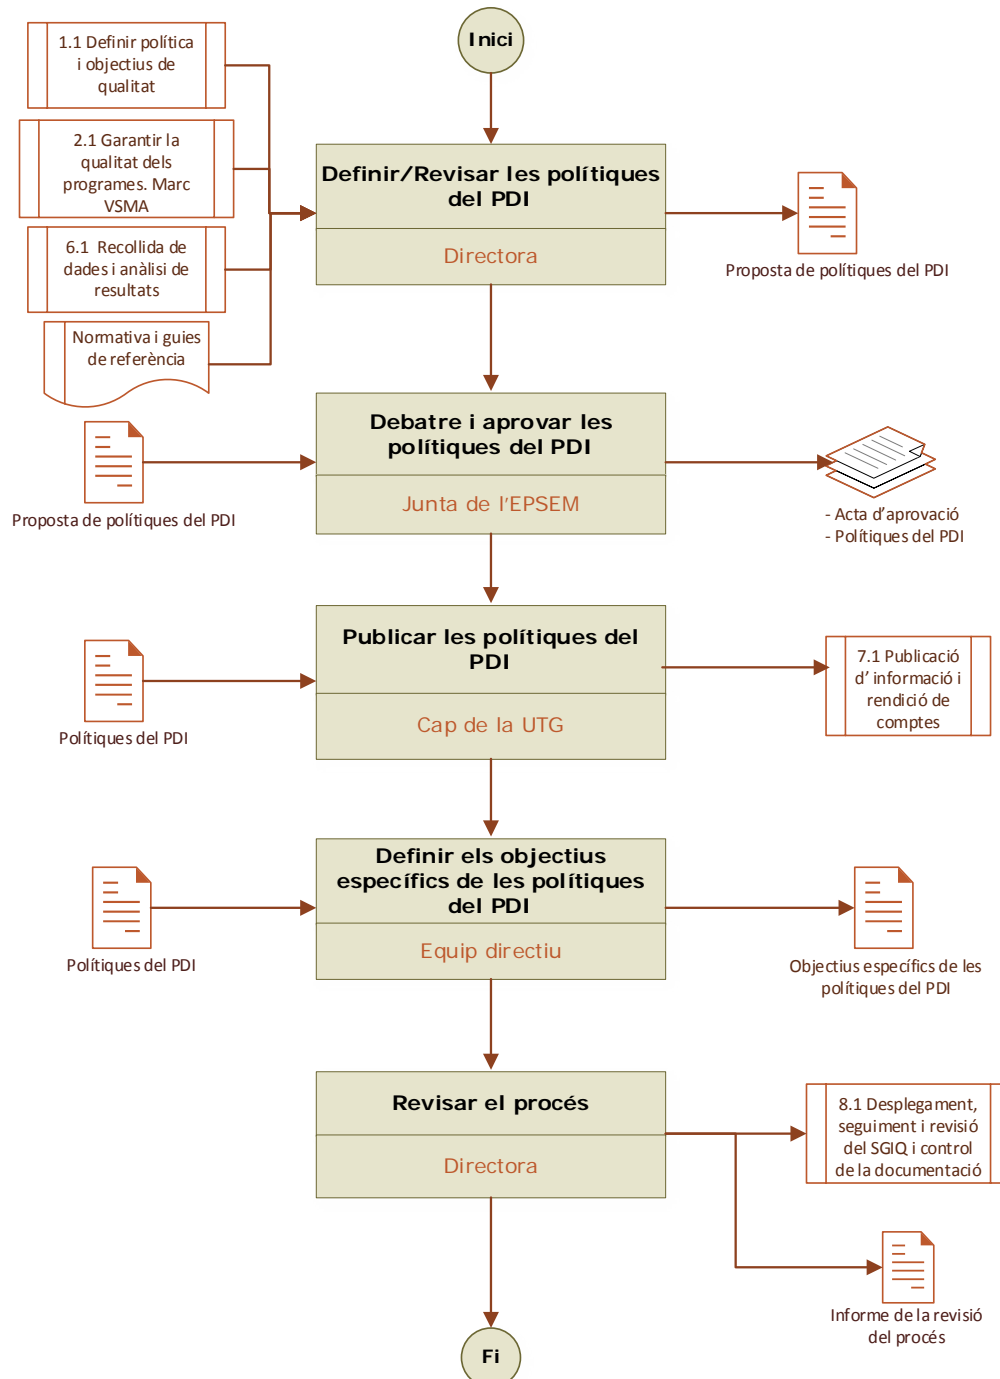 Inici
1.1 Definir política
i objectius de
qualitat
2.1 Garantir la
qualitat dels
programes. Marc
VSMA
6.1 Recollida de
dades i anàlisi de
resultats
Normativa i guies
de referència
Definir/Revisar les polítiques
del PDI
Directora
Proposta de polítiques del PDI
Proposta de polítiques del PDI
Debatre i aprovar les
polítiques del PDI
Junta de l'EPSEM
- Acta d'aprovació
- Polítiques del PDI
Polítiques del PDI
Publicar les polítiques del
PDI
Cap de la UTG
7.1 Publicació
d' informació i
rendició de
comptes
Polítiques del PDI
Definir els objectius
específics de les polítiques
del PDI
Equip directiu
Objectius específics de les
polítiques del PDI
Revisar el procés
Directora
8.1 Desplegament,
seguiment i revisió
del SGIQ i control
de la documentació
Informe de la revisió
del procés
Fi